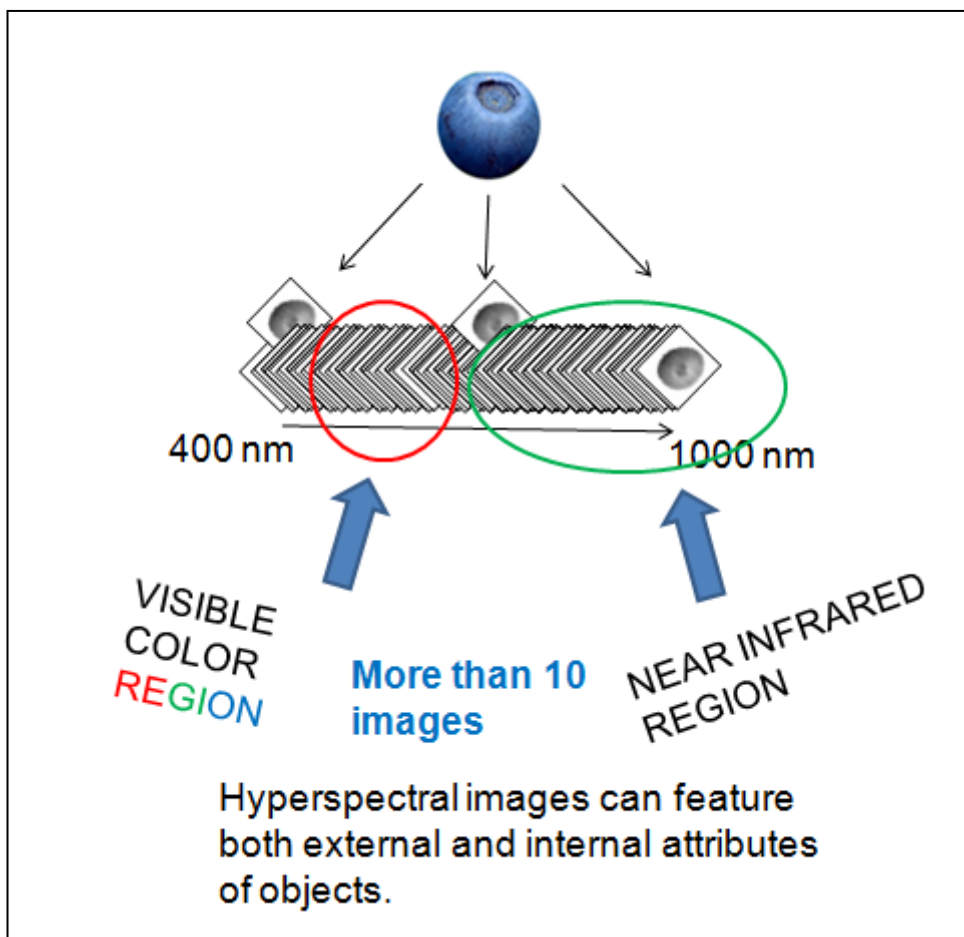 400 nm
1000 nm
VISIBLE
COLOR
REGION
More than 10
images
NEAR INFRARED
REGION
Hyperspectral images can feature
both external and internal attributes
of objects.